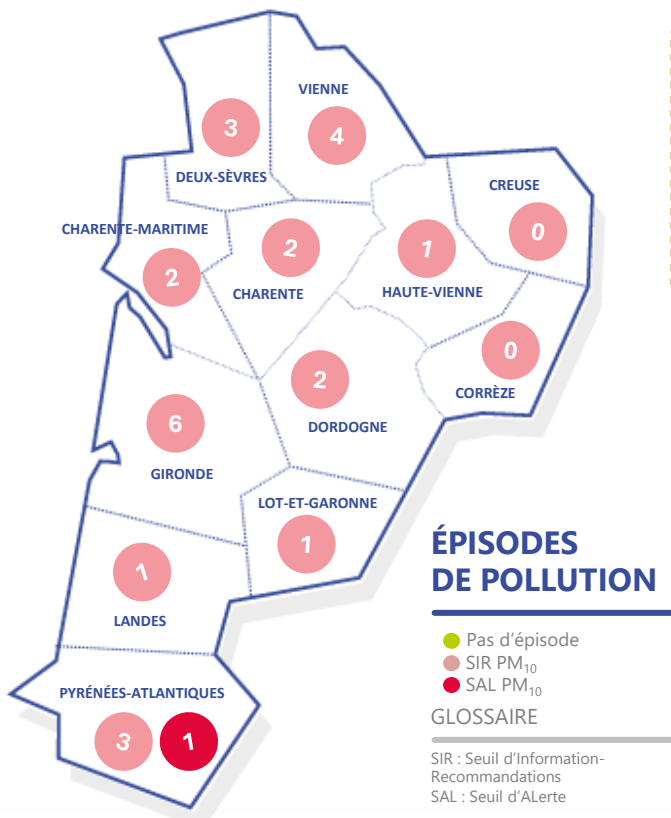 VIENNE
3
4
DEUX-SÈVRES
CREUSE
CHARENTE-MARITIME
0
2
1
2
CHARENTE
HAUTE-VIENNE
0
2
CORRÈZE
6
DORDOGNE
GIRONDE
LOT-ET-GARONNE
1
1
LANDES
PYRÉNÉES-ATLANTIQUES
3
1
ÉPISODES
DE POLLUTION
Pas d'épisode
SIR PM₁₀
SAL PM₁₀
GLOSSAIRE
SIR : Seuil d'Information-
Recommandations
SAL : Seuil d'ALerte